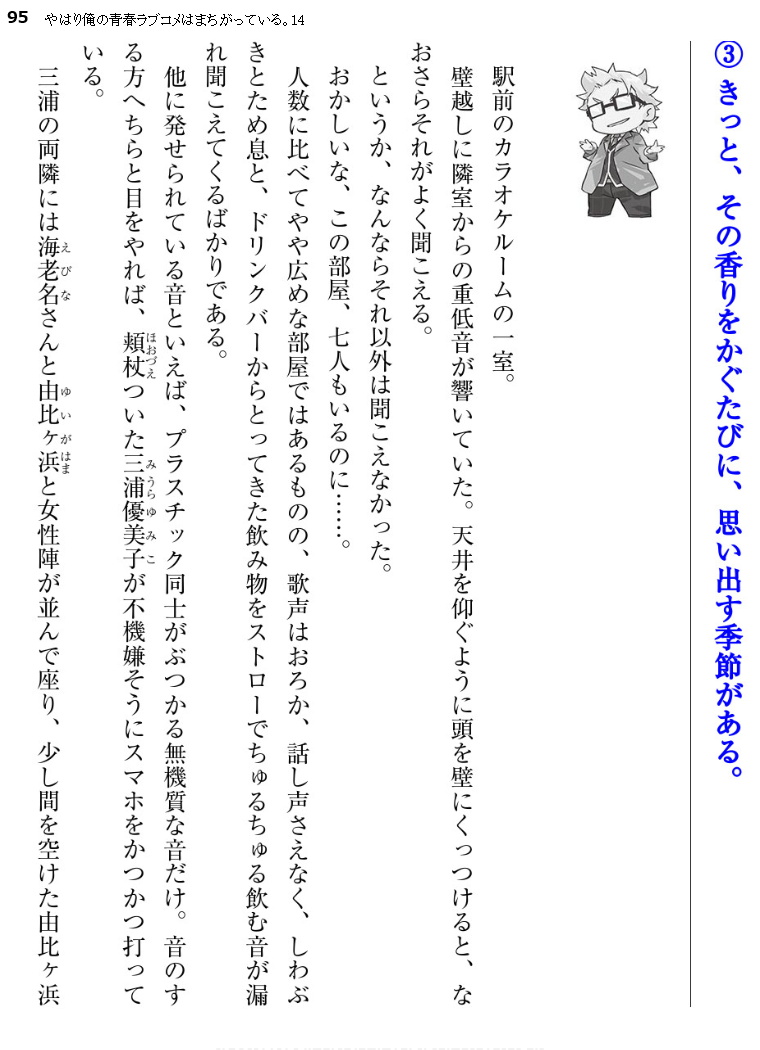 95 やはり俺の青春ラブコメはまちがっている。14
③きっと、その香りをかぐたびに、思い出す季節がある。
駅前のカラオケルームの一室。
壁越しに隣室からの重低音が響いていた。天井を仰ぐように頭を壁にくっつけると、な
おさらそれがよく聞こえる。
というか、なんならそれ以外は聞こえなかった。
おかしいな、この部屋、七人もいるのに……。
人数に比べてやや広めな部屋ではあるものの、歌声はおろか、話し声さえなく、しわぶ
きとため息と、ドリンクバーからとってきた飲み物をストローでちゅるちゅる飲む音が漏
れ聞こえてくるばかりである。
他に発せられている音といえば、プラスチック同士がぶつかる無機質な音だけ。音のす
る方へちらと目をやれば、頬杖ついた三浦優美子が不機嫌そうにスマホをかつかつ打って
いる。
三浦の両隣には海老名さんと由比ヶ浜と女性陣が並んで座り、少し間を空けた由比ヶ浜